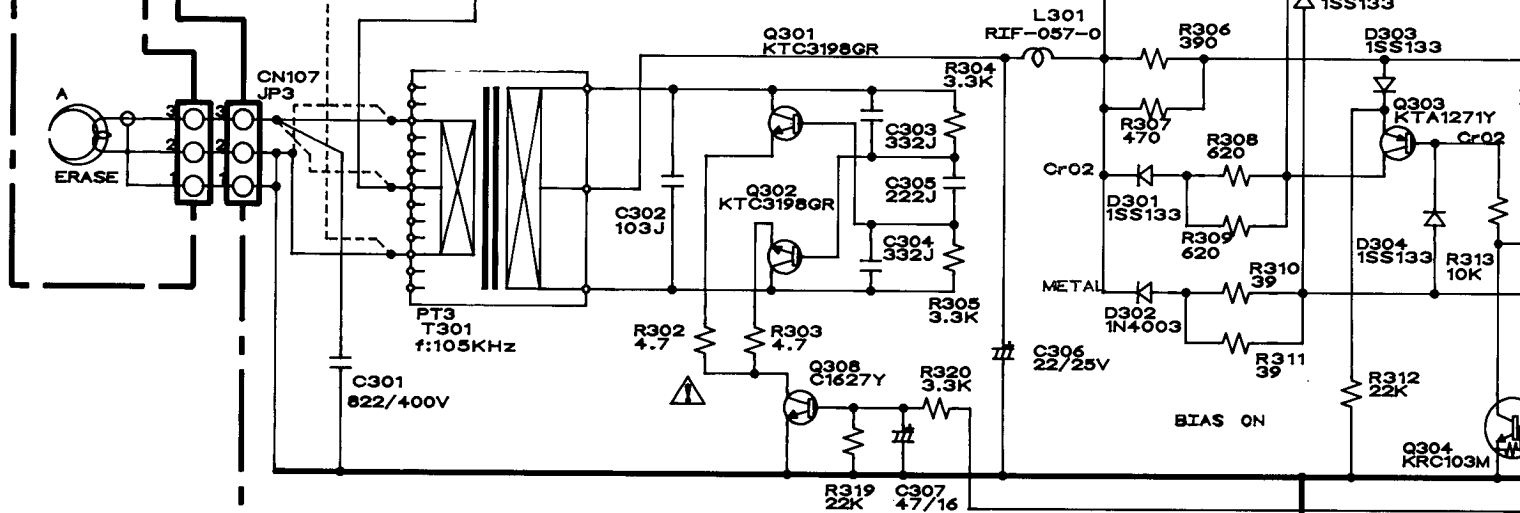 1SS133
L301
RIF-057-0
Q301
KTC3198GR
R306
390
D303
1SS133
CN107
JP3
A
R304
3.3K
3
3
2
2
1
1
ERASE
C303
332J
R307
470
Q303
KTA1271Y
CrO2
R308
620
CrO2
C305
222J
Q302
KTC3198GR
C302
103J
D301
1SS133
R309
620
C304
332J
D304
1SS133
R313
10K
METAL
R310
39
D302
1N4003
R305
3.3K
PT3
T301
f:105KHz
R302
4.7
R303
4.7
C306
22/25V
R311
39
C301
822/400V
Q308
C1627Y
R320
3.3K
R312
22K
BIAS ON
Q304
KRC103M
R319
22K
C307
47/16